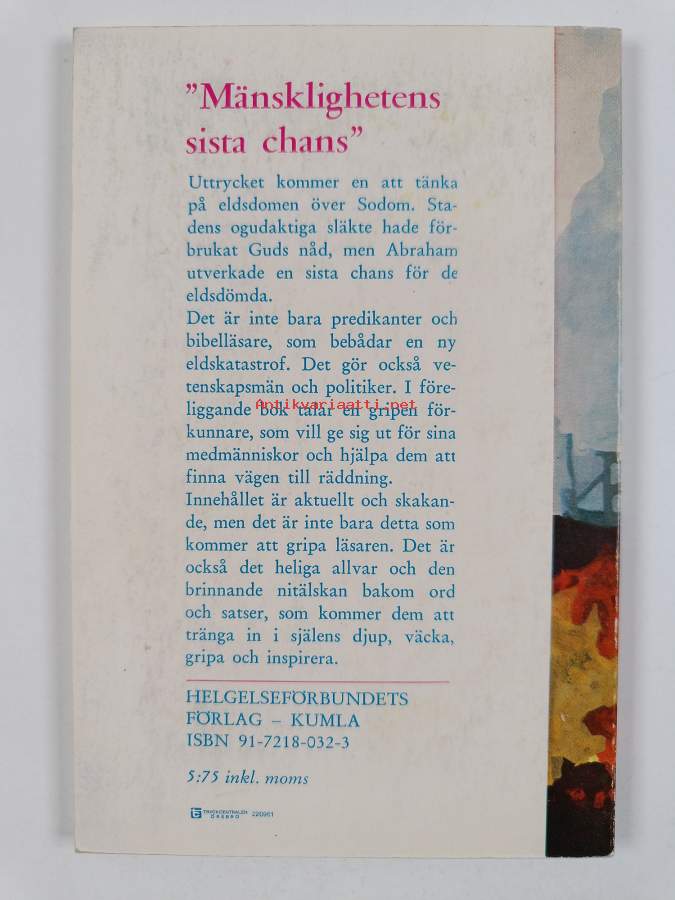 ”Mänsklighetens
sista chans”
Uttrycket kommer en att tänka
på eldsdomen över Sodom. Sta-
dens ogudaktiga släkte hade för-
brukat Guds nåd, men Abraham
utverkade en sista chans för de
eldsdömda.
Det är inte bara predikanter och
bibelläsare, som bebådar en ny
eldskatastrof. Det gör också ve-
tenskapsmän och politiker. I före-
liggande bok talar en gripen för-
Antikvariaatti.net
kunnare, som vill ge sig ut för sina
medmänniskor och hjälpa dem att
finna vägen till räddning.
Innehållet är aktuellt och skakan-
de, men det är inte bara detta som
kommer att gripa läsaren. Det är
också det heliga allvar och den
brinnande nitälskan bakom ord
och satser, som kommer dem att
tränga in i själens djup, väcka,
gripa och inspirera.
HELGELSEFÖRBUNDETS
FÖRLAG – KUMLA
ISBN 91-7218-032-3
5:75 inkl. moms
TRYCKCENTRALEN
ÖREBRO 220961